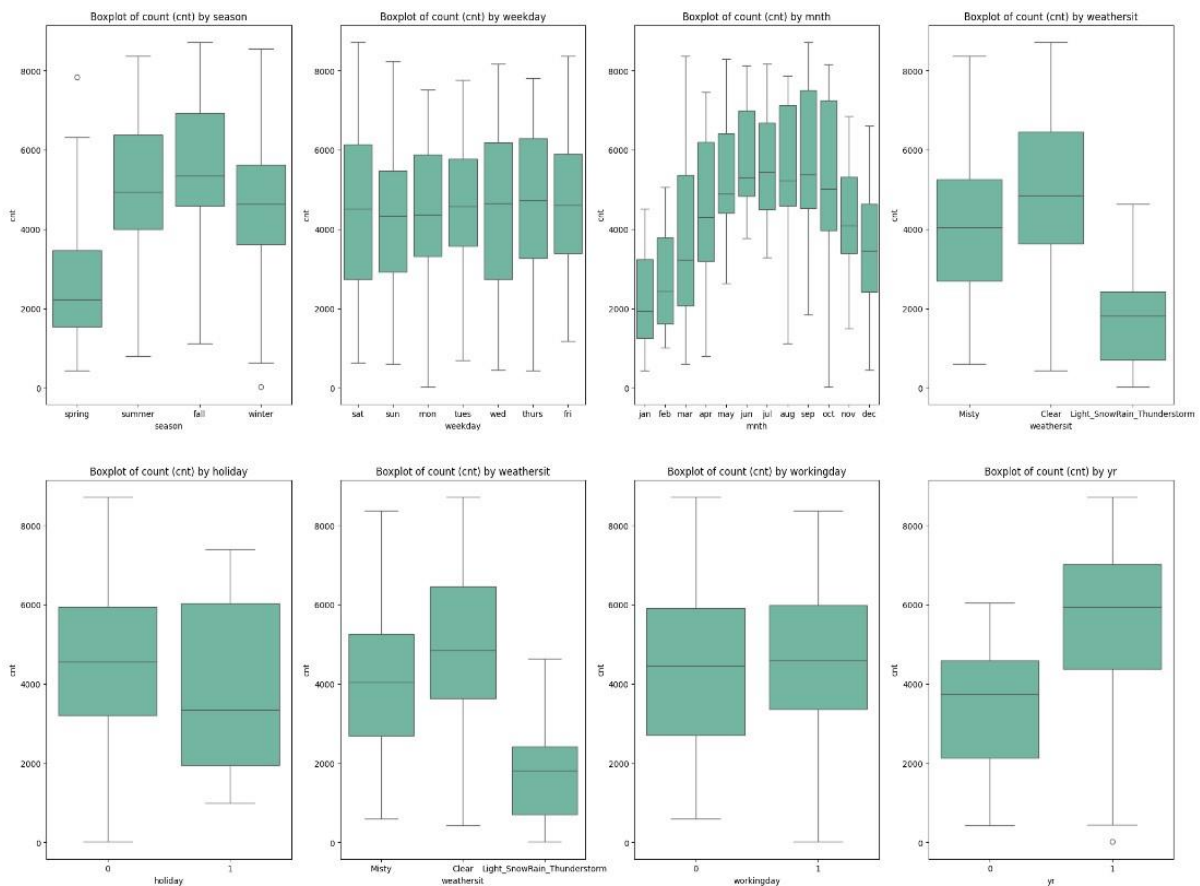 Boxplot of count (cnt) by season
cnt
8000
6000
4000
2000
0
spring summer fall winter
season
Boxplot of count (cnt) by weekday
cnt
8000
6000
4000
2000
0
sat sun mon tues wed thurs fri
weekday
Boxplot of count (cnt) by mnth
cnt
8000
6000
4000
2000
0
jan feb mar apr may jun jul aug sep oct nov dec
mnth
Boxplot of count (cnt) by weathersit
cnt
8000
6000
4000
2000
0
Misty Clear Light_SnowRain_Thunderstorm
weathersit
Boxplot of count (cnt) by holiday
cnt
8000
6000
4000
2000
0
0 1
holiday
Boxplot of count (cnt) by weathersit
cnt
8000
6000
4000
2000
0
Misty Clear Light_SnowRain_Thunderstorm
weathersit
Boxplot of count (cnt) by workingday
cnt
8000
6000
4000
2000
0
0 1
workingday
Boxplot of count (cnt) by yr
cnt
8000
6000
4000
2000
0
0 1
yr